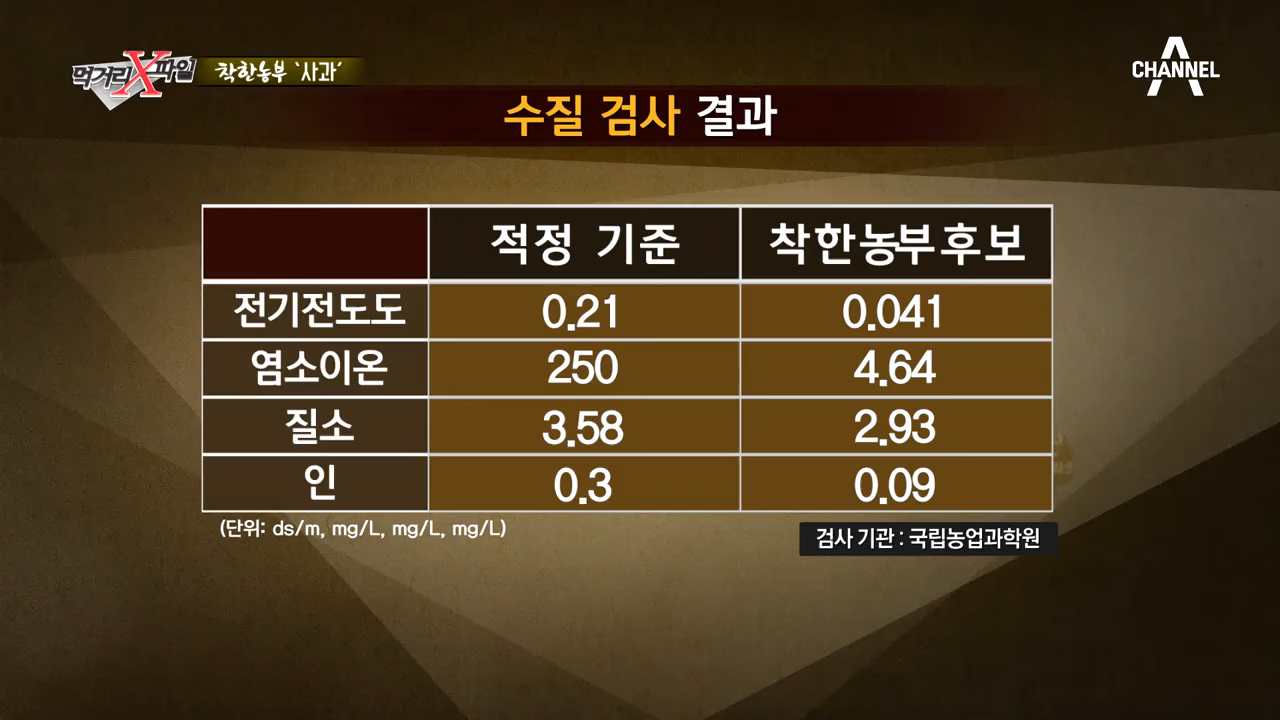 먹거리X파일
착한농부 '사과'
CHANNEL A
수질 검사 결과
적정 기준 착한농부후보
전기전도도 0.21 0.041
염소이온 250 4.64
질소 3.58 2.93
인 0.3 0.09
(단위: ds/m, mg/L, mg/L, mg/L)
검사 기관 : 국립농업과학원